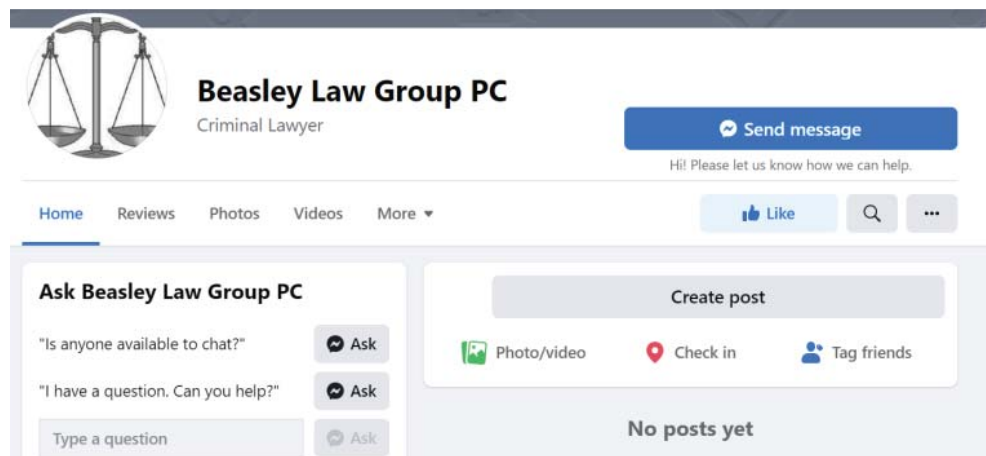 Beasley Law Group PC
Criminal Lawyer
Send message
Hi! Please let us know how we can help.
Home Reviews Photos Videos More
Like
Ask Beasley Law Group PC
"Is anyone available to chat?" Ask
"I have a question. Can you help?" Ask
Type a question Ask
Create post
Photo/video Check in Tag friends
No posts yet